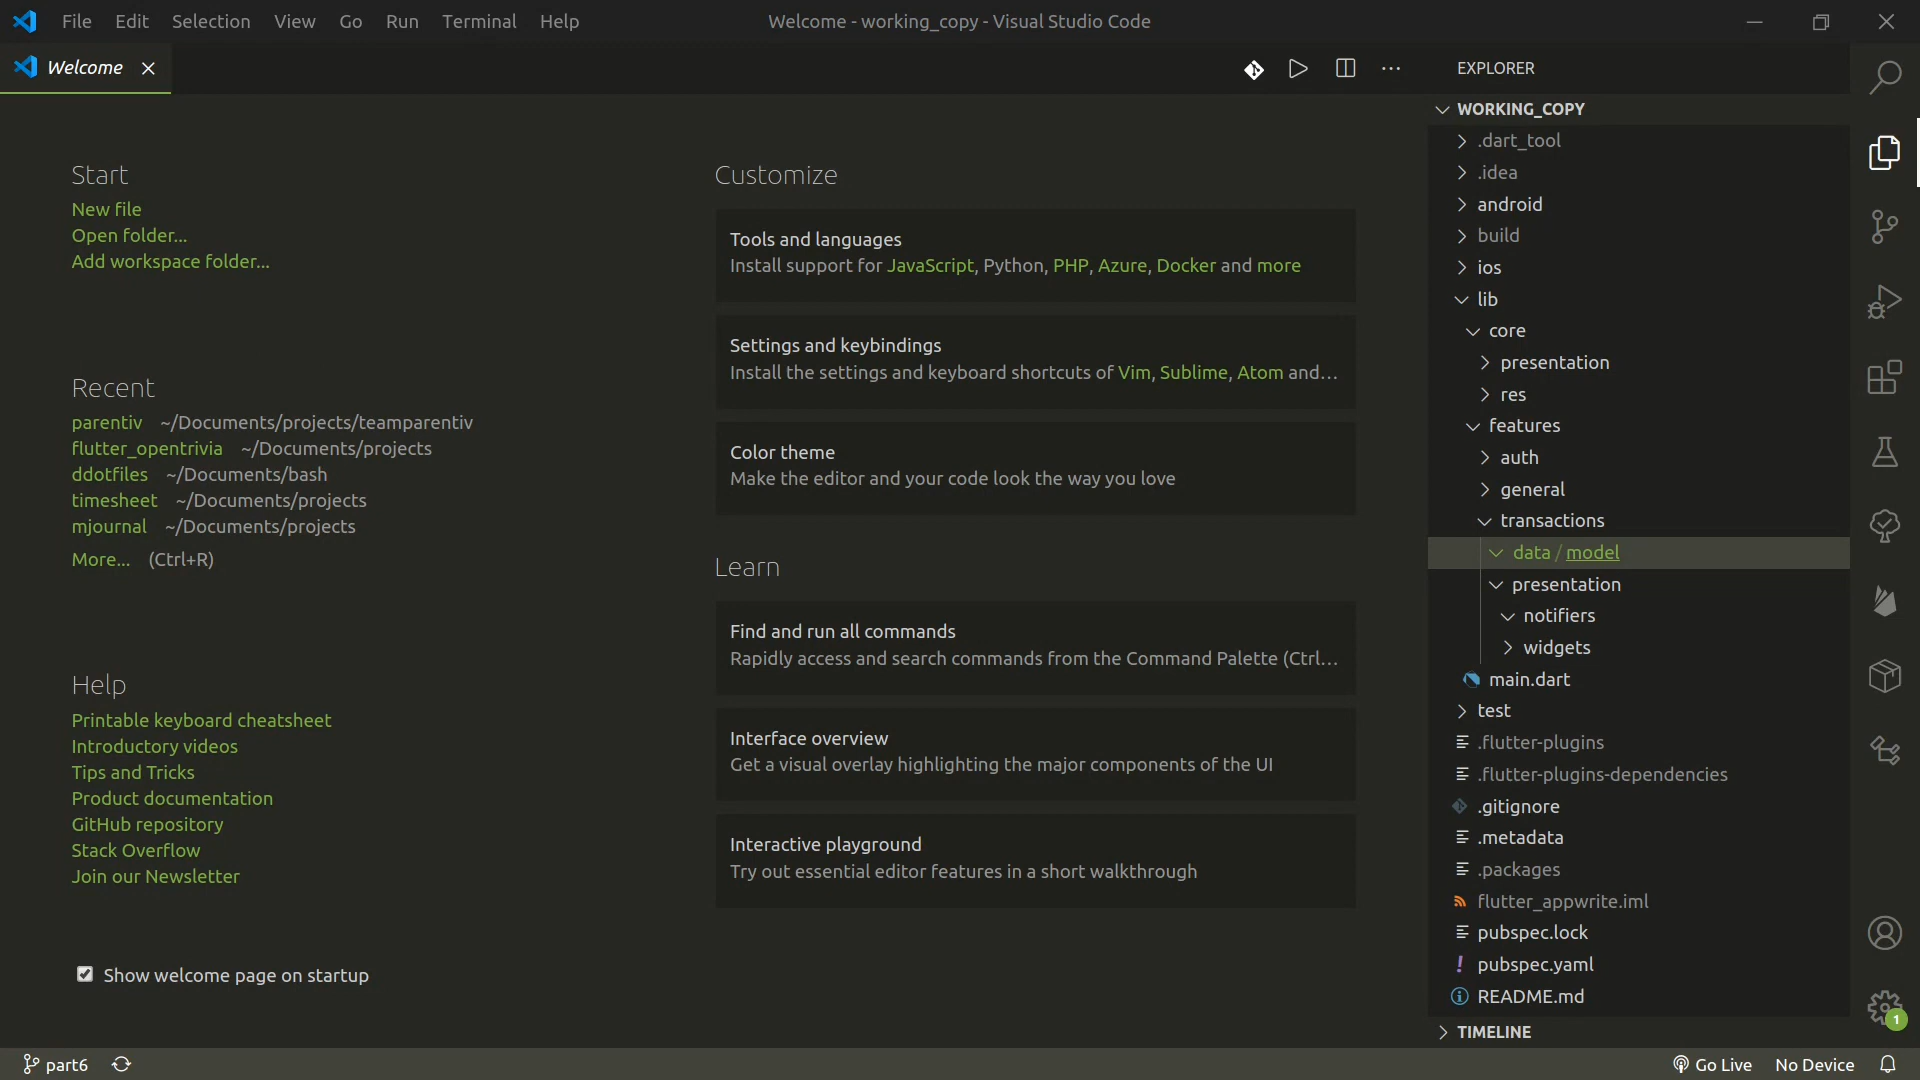 File Edit Selection View Go Run Terminal Help
Welcome - working_copy - Visual Studio Code
Welcome
Start
New file
Open folder...
Add workspace folder...
Recent
parentiv ~/Documents/projects/teamparentiv
flutter_opentrivia ~/Documents/projects
ddotfiles ~/Documents/bash
timesheet ~/Documents/projects
mjournal ~/Documents/projects
More... (Ctrl+R)
Help
Printable keyboard cheatsheet
Introductory videos
Tips and Tricks
Product documentation
GitHub repository
Stack Overflow
Join our Newsletter
Show welcome page on startup
Customize
Tools and languages
Install support for JavaScript, Python, PHP, Azure, Docker and more
Settings and keybindings
Install the settings and keyboard shortcuts of Vim, Sublime, Atom and...
Color theme
Make the editor and your code look the way you love
Learn
Find and run all commands
Rapidly access and search commands from the Command Palette (Ctrl...
Interface overview
Get a visual overlay highlighting the major components of the UI
Interactive playground
Try out essential editor features in a short walkthrough
EXPLORER
WORKING_COPY
.dart_tool
.idea
android
build
ios
lib
core
presentation
res
features
auth
general
transactions
data / model
presentation
notifiers
widgets
main.dart
test
.flutter-plugins
.flutter-plugins-dependencies
.gitignore
.metadata
.packages
flutter_appwrite.iml
pubspec.lock
pubspec.yaml
README.md
TIMELINE
1
part6
Go Live No Device